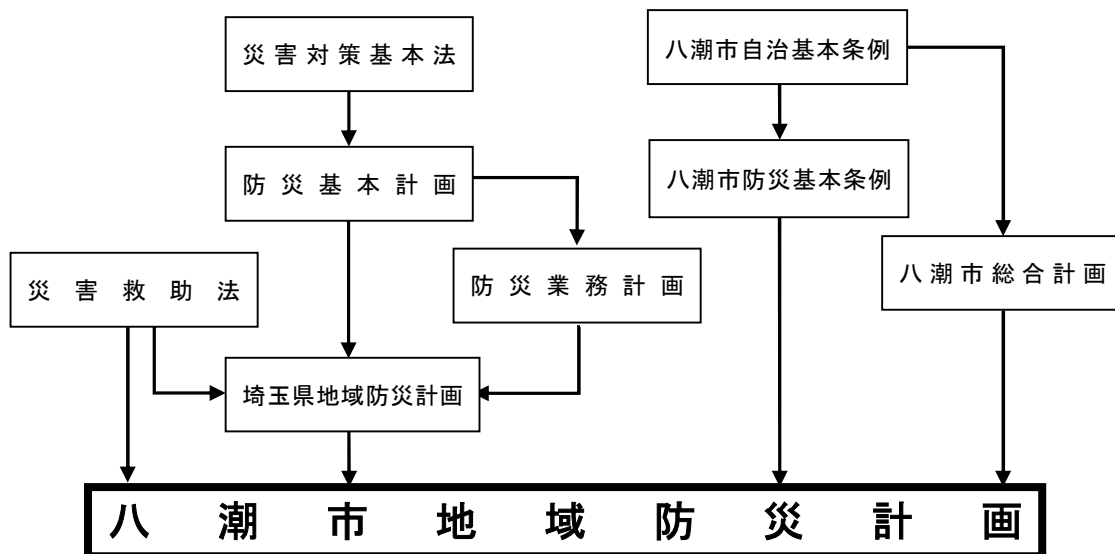 災害対策基本法
八潮市自治基本条例
防災基本計画
八潮市防災基本条例
災害救助法
防災業務計画
八潮市総合計画
埼玉県地域防災計画
八潮市地域防災計画